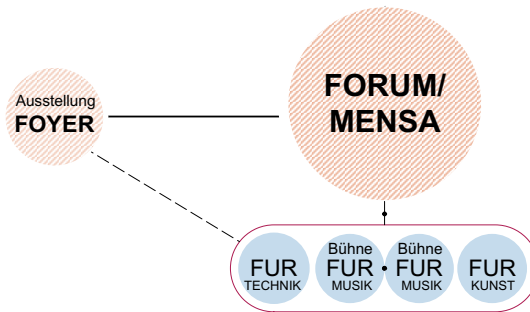 Ausstellung
FOYER
FORUM/
MENSA
FUR
TECHNIK
Bühne
FUR
MUSIK
Bühne
FUR
MUSIK
FUR
KUNST